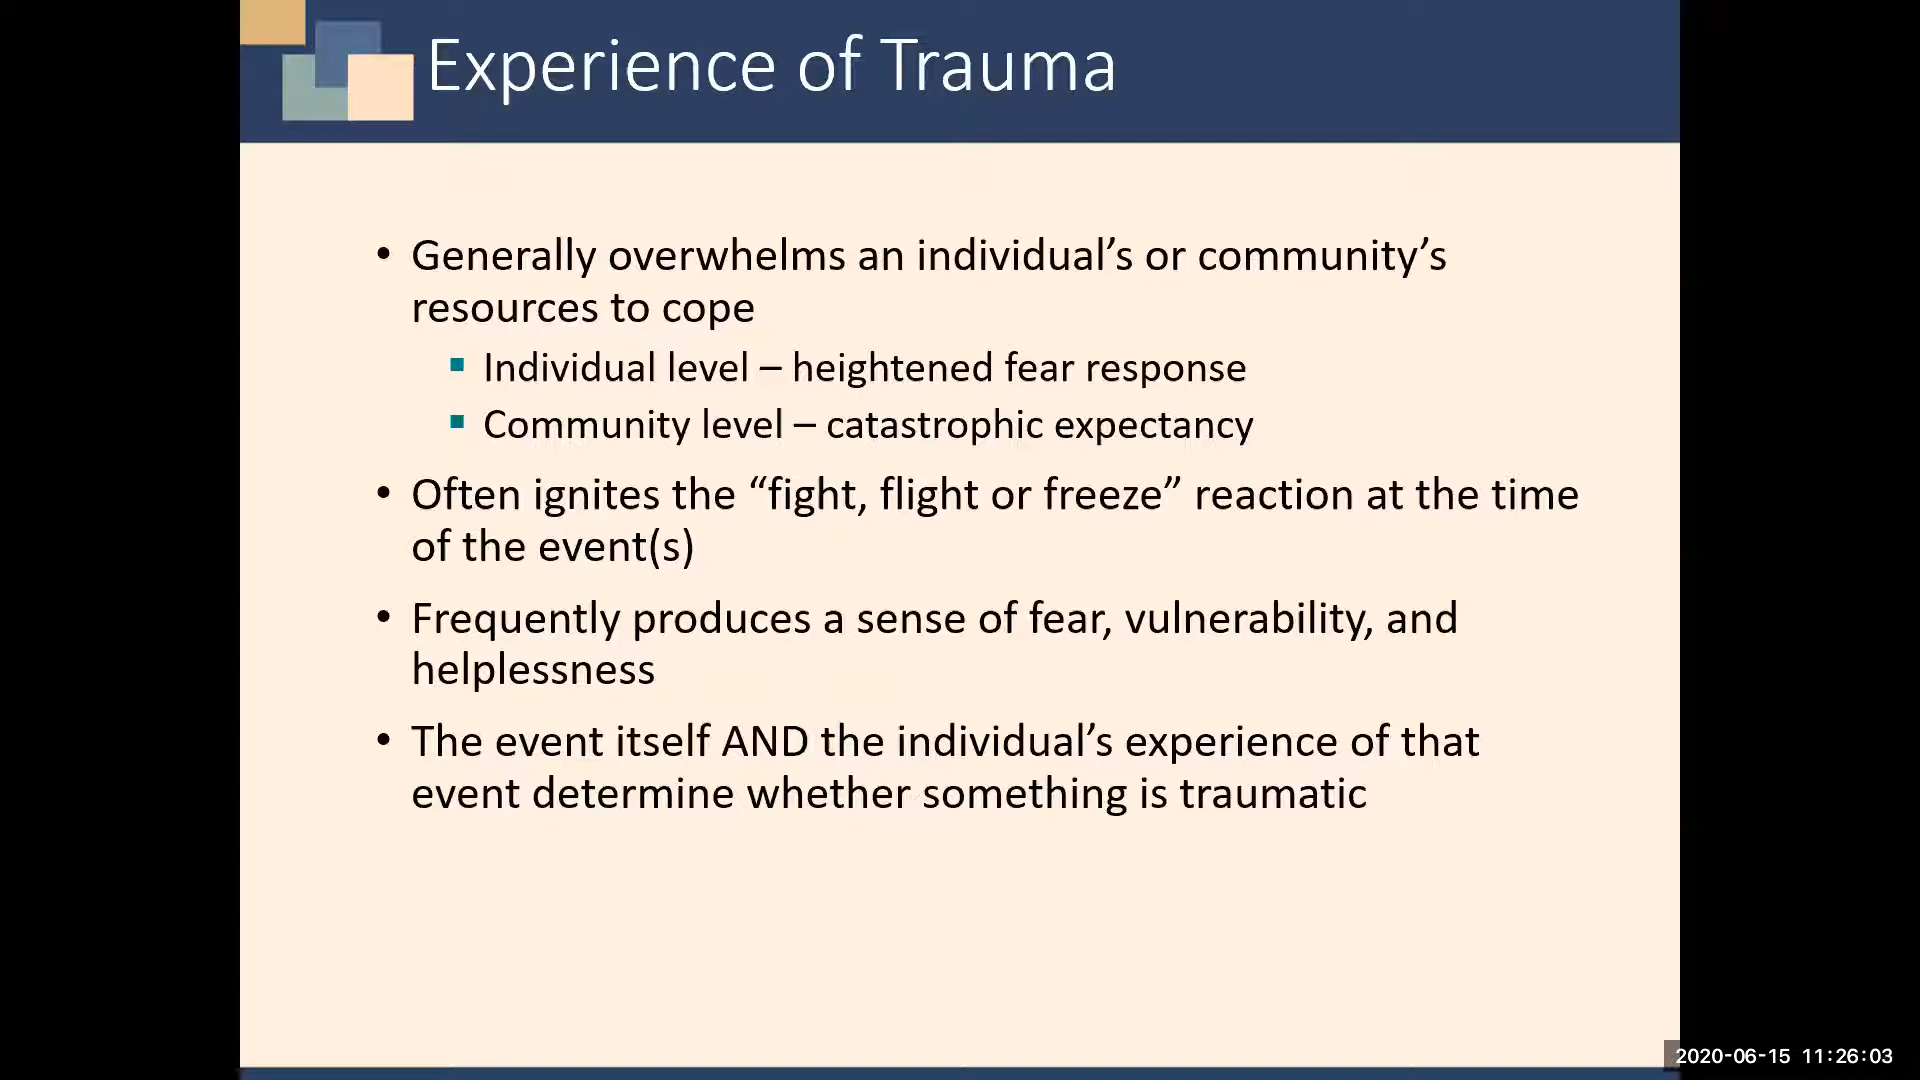 Experience of Trauma
• Generally overwhelms an individual’s or community’s
resources to cope
▪ Individual level – heightened fear response
▪ Community level – catastrophic expectancy
• Often ignites the “fight, flight or freeze” reaction at the time
of the event(s)
• Frequently produces a sense of fear, vulnerability, and
helplessness
• The event itself AND the individual’s experience of that
event determine whether something is traumatic
2020-06-15 11:26:03